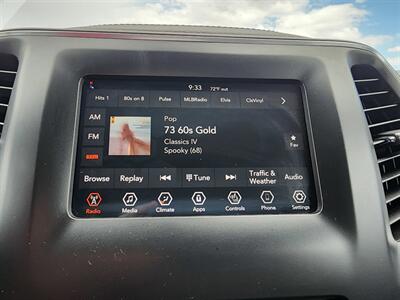 9:33 72°F out
Hits 1 80s on 8 Pulse MLBRadio Elvis ClsVinyl
AM
FM
Pop
73 60s Gold
Classics IV
Spooky (68)
Fav
Browse Replay Tune Traffic & Weather Audio
Radio Media Climate Apps Controls Phone Settings